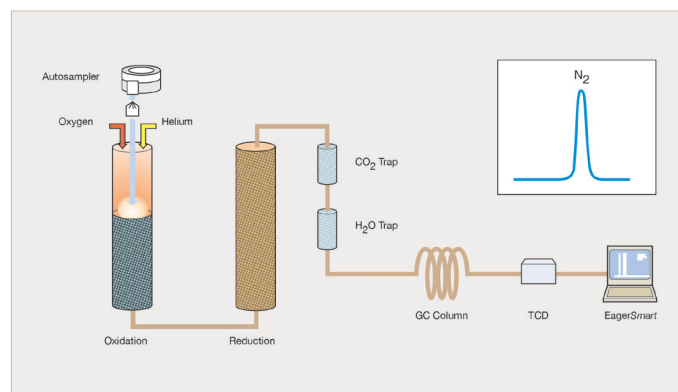 Autosampler
Oxygen
Helium
N2
CO2 Trap
H2O Trap
GC Column
TCD
EagerSmart
Oxidation
Reduction